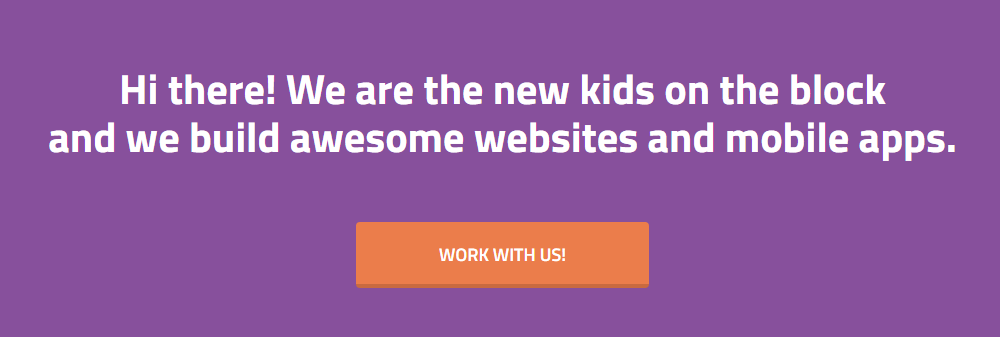 Hi there! We are the new kids on the block
and we build awesome websites and mobile apps.
WORK WITH US!